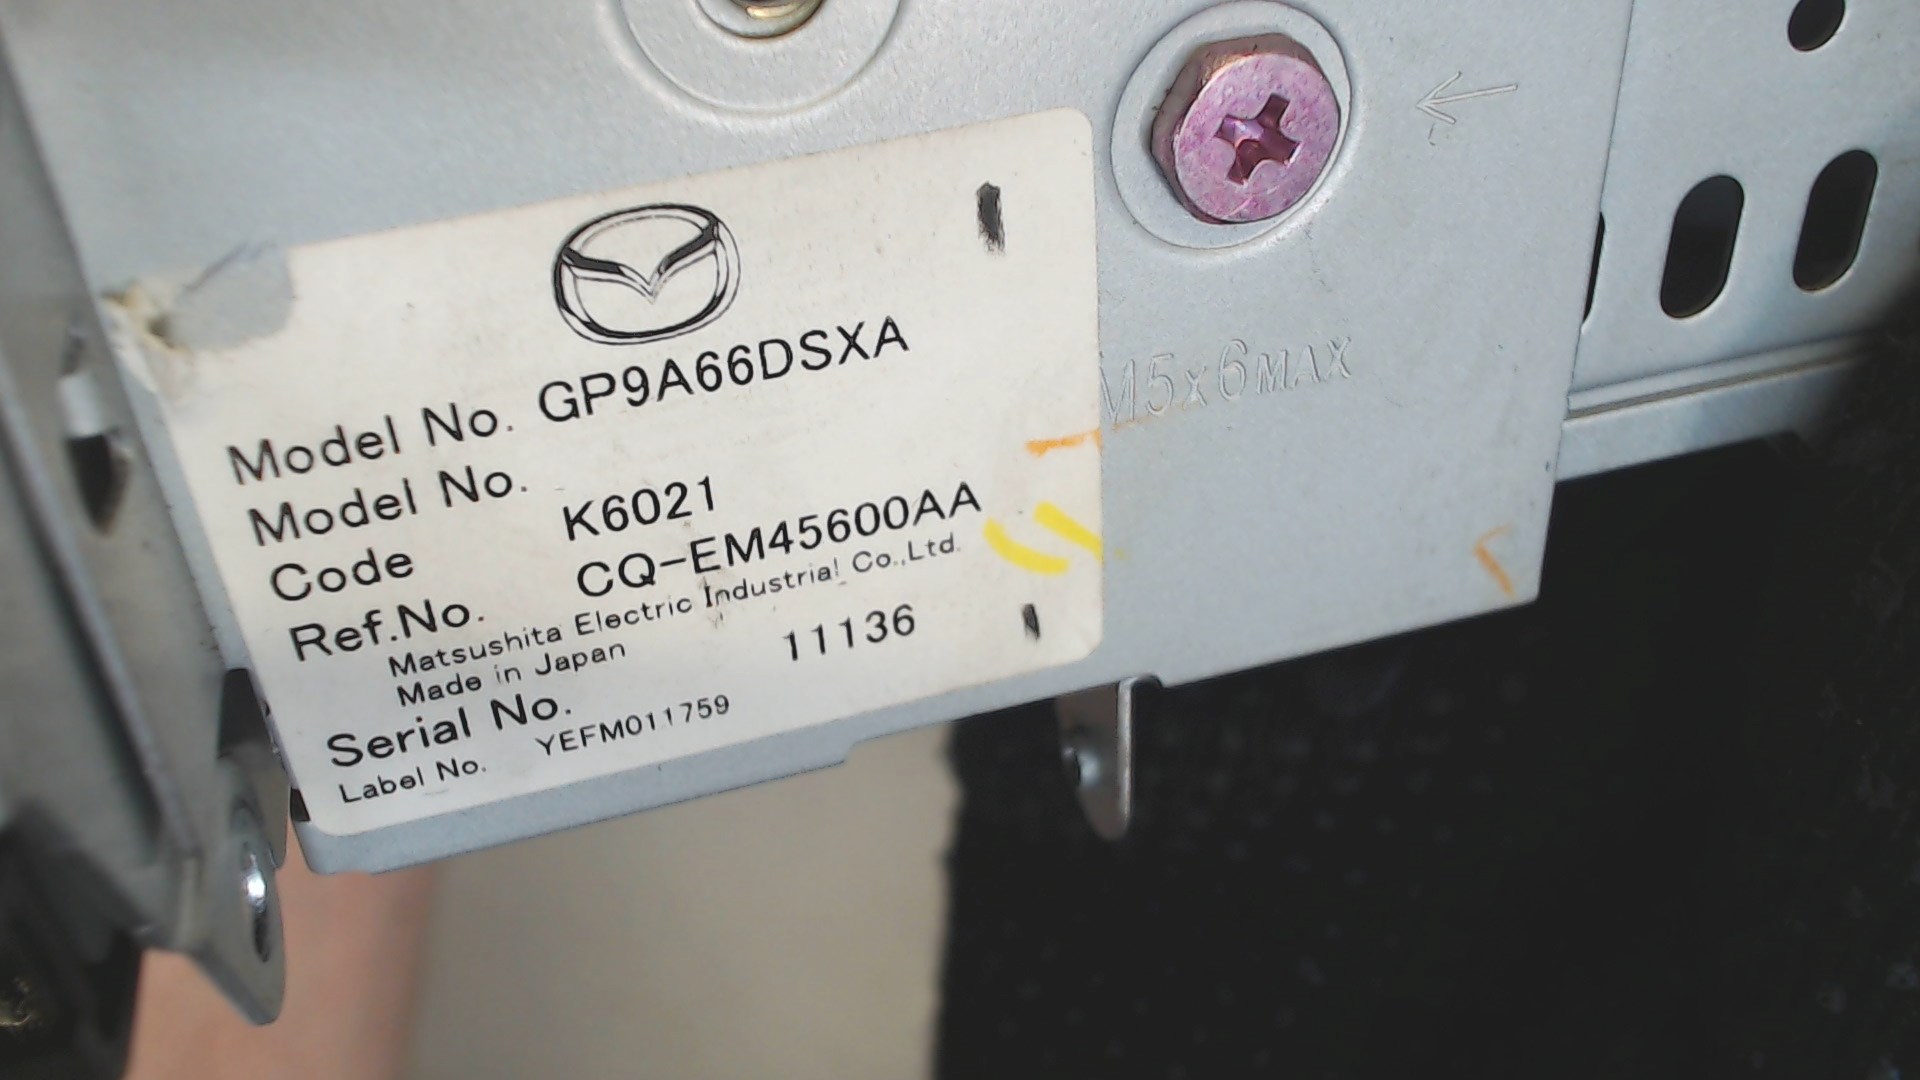 Model No. GP9A66DSXA
Model No.
Code K6021
Ref.No. CQ-EM45600AA
Matsushita Electric Industrial Co.,Ltd.
Made in Japan
Serial No. 11136
Label No. YEFM011759
M5x6MAX